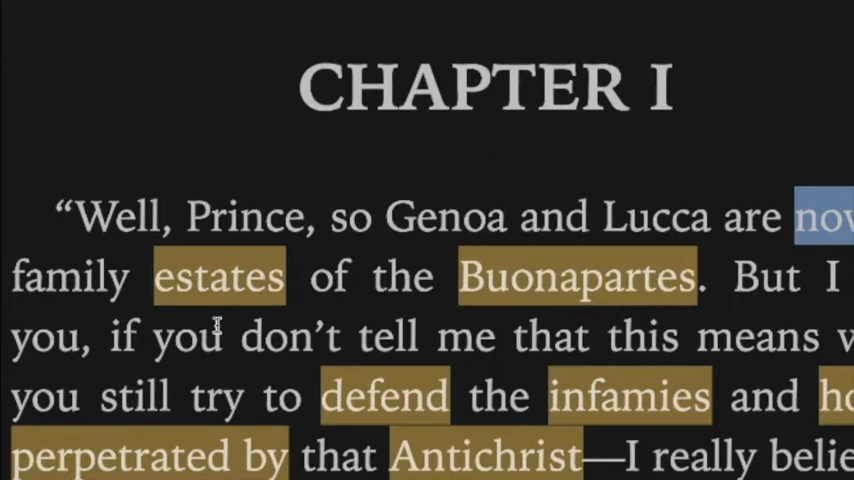 CHAPTER I
“Well, Prince, so Genoa and Lucca are
family estates of the Buonapartes. But I
you, if you don’t tell me that this means
you still try to defend the infamies and
perpetrated by that Antichrist—I really